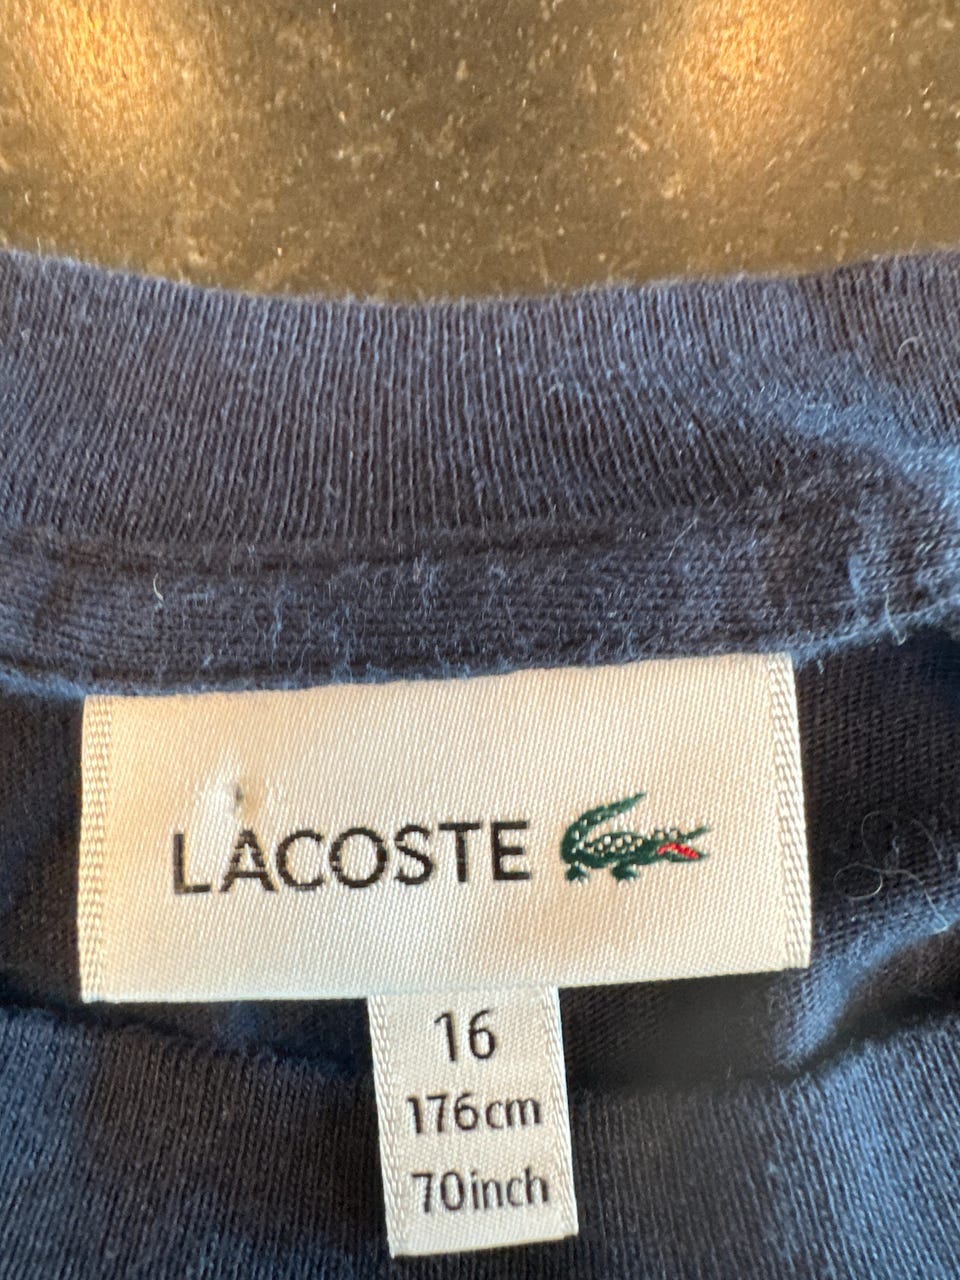 LACOSTE
16
176cm
70inch